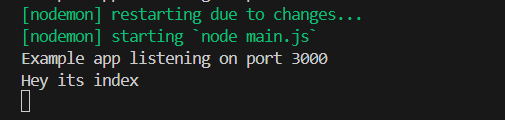 [nodemon] restarting due to changes...
[nodemon] starting `node main.js`
Example app listening on port 3000
Hey its index